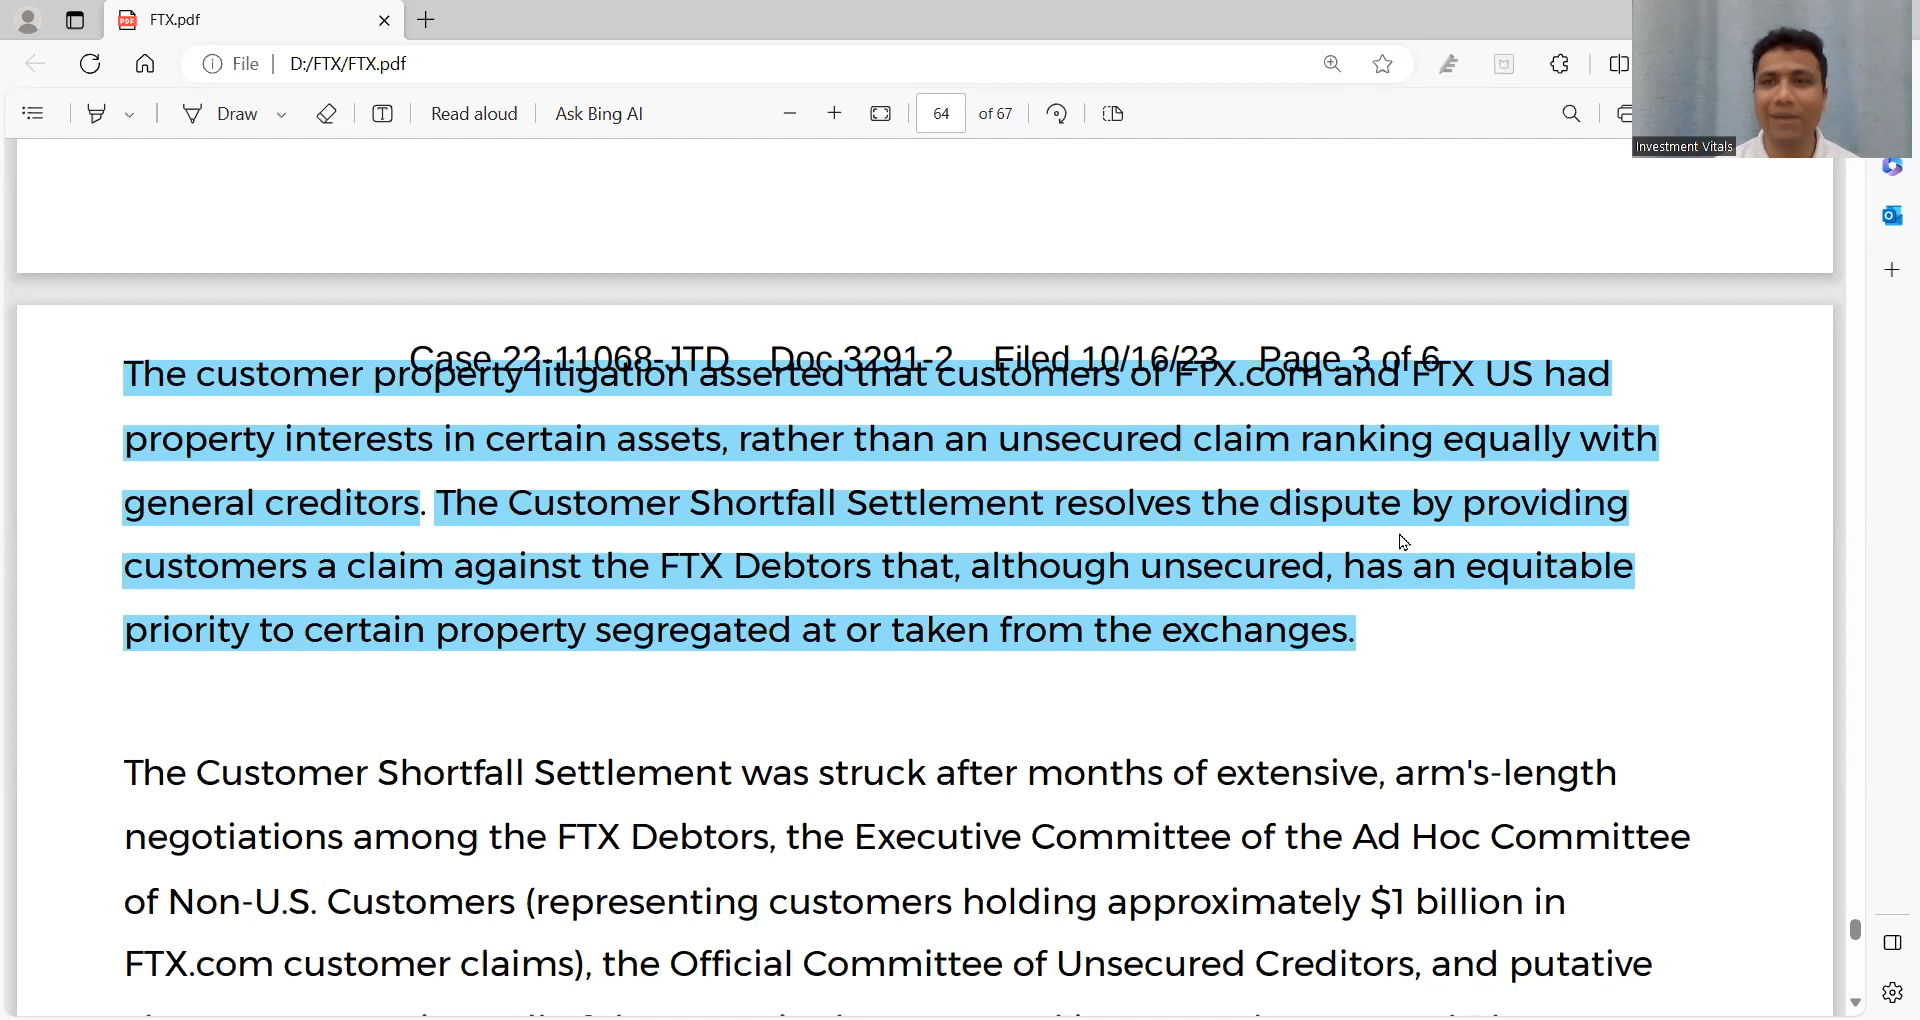 FTX.pdf
File D:/FTX/FTX.pdf
Draw Read aloud Ask Bing AI 64 of 67
Investment Vitals
Case 22-11068-JTD Doc 3291-2 Filed 10/16/23 Page 3 of 6
The customer property litigation asserted that customers of FTX.com and FTX US had
property interests in certain assets, rather than an unsecured claim ranking equally with
general creditors. The Customer Shortfall Settlement resolves the dispute by providing
customers a claim against the FTX Debtors that, although unsecured, has an equitable
priority to certain property segregated at or taken from the exchanges.
The Customer Shortfall Settlement was struck after months of extensive, arm's-length
negotiations among the FTX Debtors, the Executive Committee of the Ad Hoc Committee
of Non-U.S. Customers (representing customers holding approximately $1 billion in
FTX.com customer claims), the Official Committee of Unsecured Creditors, and putative